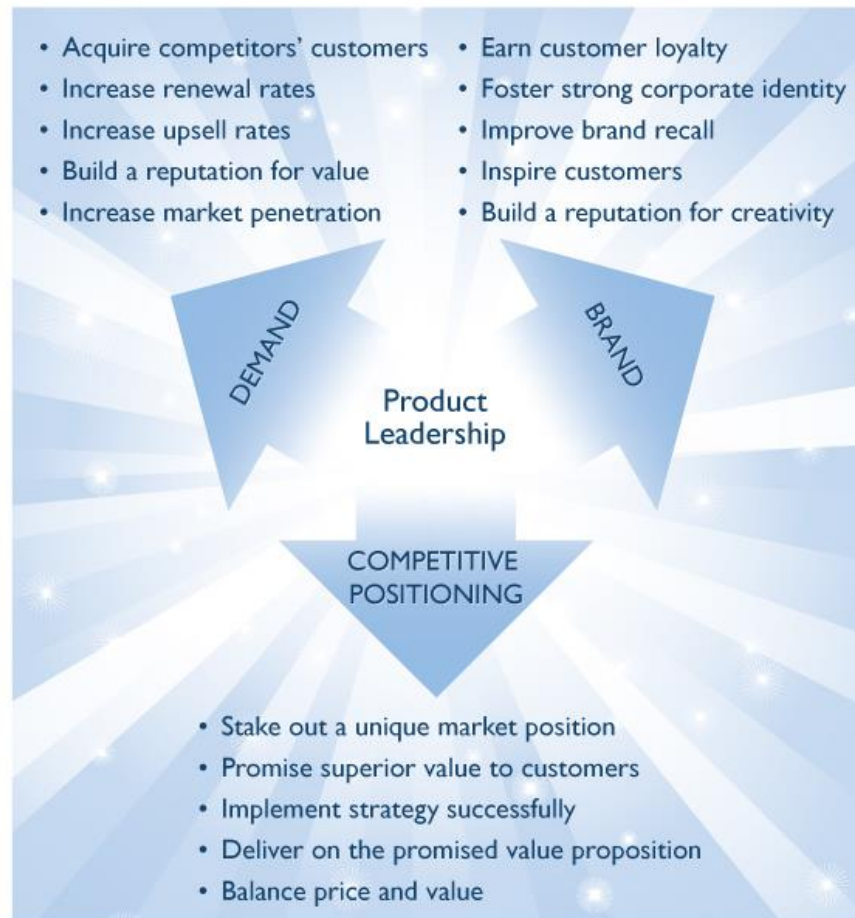 • Acquire competitors' customers
• Increase renewal rates
• Increase upsell rates
• Build a reputation for value
• Increase market penetration
• Earn customer loyalty
• Foster strong corporate identity
• Improve brand recall
• Inspire customers
• Build a reputation for creativity
DEMAND
BRAND
Product
Leadership
COMPETITIVE
POSITIONING
• Stake out a unique market position
• Promise superior value to customers
• Implement strategy successfully
• Deliver on the promised value proposition
• Balance price and value